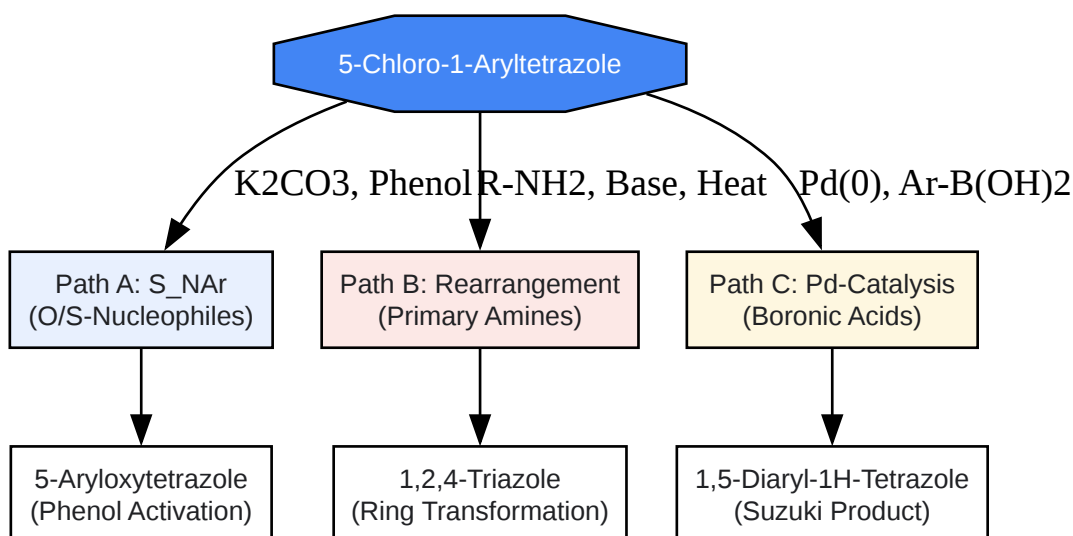 5-Chloro-1-Aryltetrazole
K2CO3, Phenol
R-NH2, Base, Heat
Pd(0), Ar-B(OH)2
Path A: S_NAr
(O/S-Nucleophiles)
Path B: Rearrangement
(Primary Amines)
Path C: Pd-Catalysis
(Boronic Acids)
5-Aryloxytetrazole
(Phenol Activation)
1,2,4-Triazole
(Ring Transformation)
1,5-Diaryl-1H-Tetrazole
(Suzuki Product)